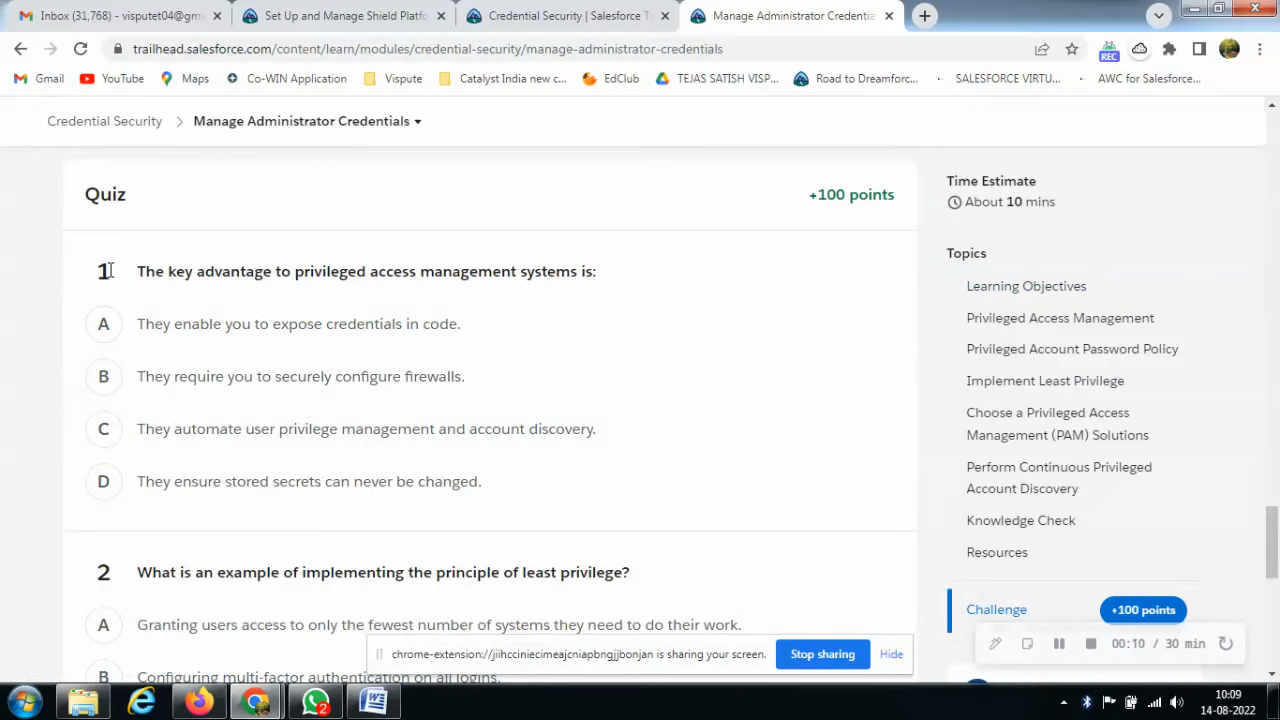 Inbox (31,768) - visputet04@gm
Set Up and Manage Shield Platfo
Credential Security | Salesforce T
Manage Administrator Credentia
trailhead.salesforce.com/content/learn/modules/credential-security/manage-administrator-credentials
REC
Gmail
YouTube
Maps
Co-WIN Application
Vispute
Catalyst India new c...
EdClub
TEJAS SATISH VISP...
Road to Dreamforc...
SALESFORCE VIRTU...
AWC for Salesforce...
Credential Security > Manage Administrator Credentials
Quiz
+100 points
1 The key advantage to privileged access management systems is:
A They enable you to expose credentials in code.
B They require you to securely configure firewalls.
C They automate user privilege management and account discovery.
D They ensure stored secrets can never be changed.
2 What is an example of implementing the principle of least privilege?
A Granting users access to only the fewest number of systems they need to do their work.
B Configuring multi-factor authentication on all logins.
Time Estimate
About 10 mins
Topics
Learning Objectives
Privileged Access Management
Privileged Account Password Policy
Implement Least Privilege
Choose a Privileged Access
Management (PAM) Solutions
Perform Continuous Privileged
Account Discovery
Knowledge Check
Resources
Challenge
+100 points
00:10 / 30 min
chrome-extension://jiihcciniecimeajcniapbngjjbonjan is sharing your screen.
Stop sharing
Hide
2
10:09
14-08-2022